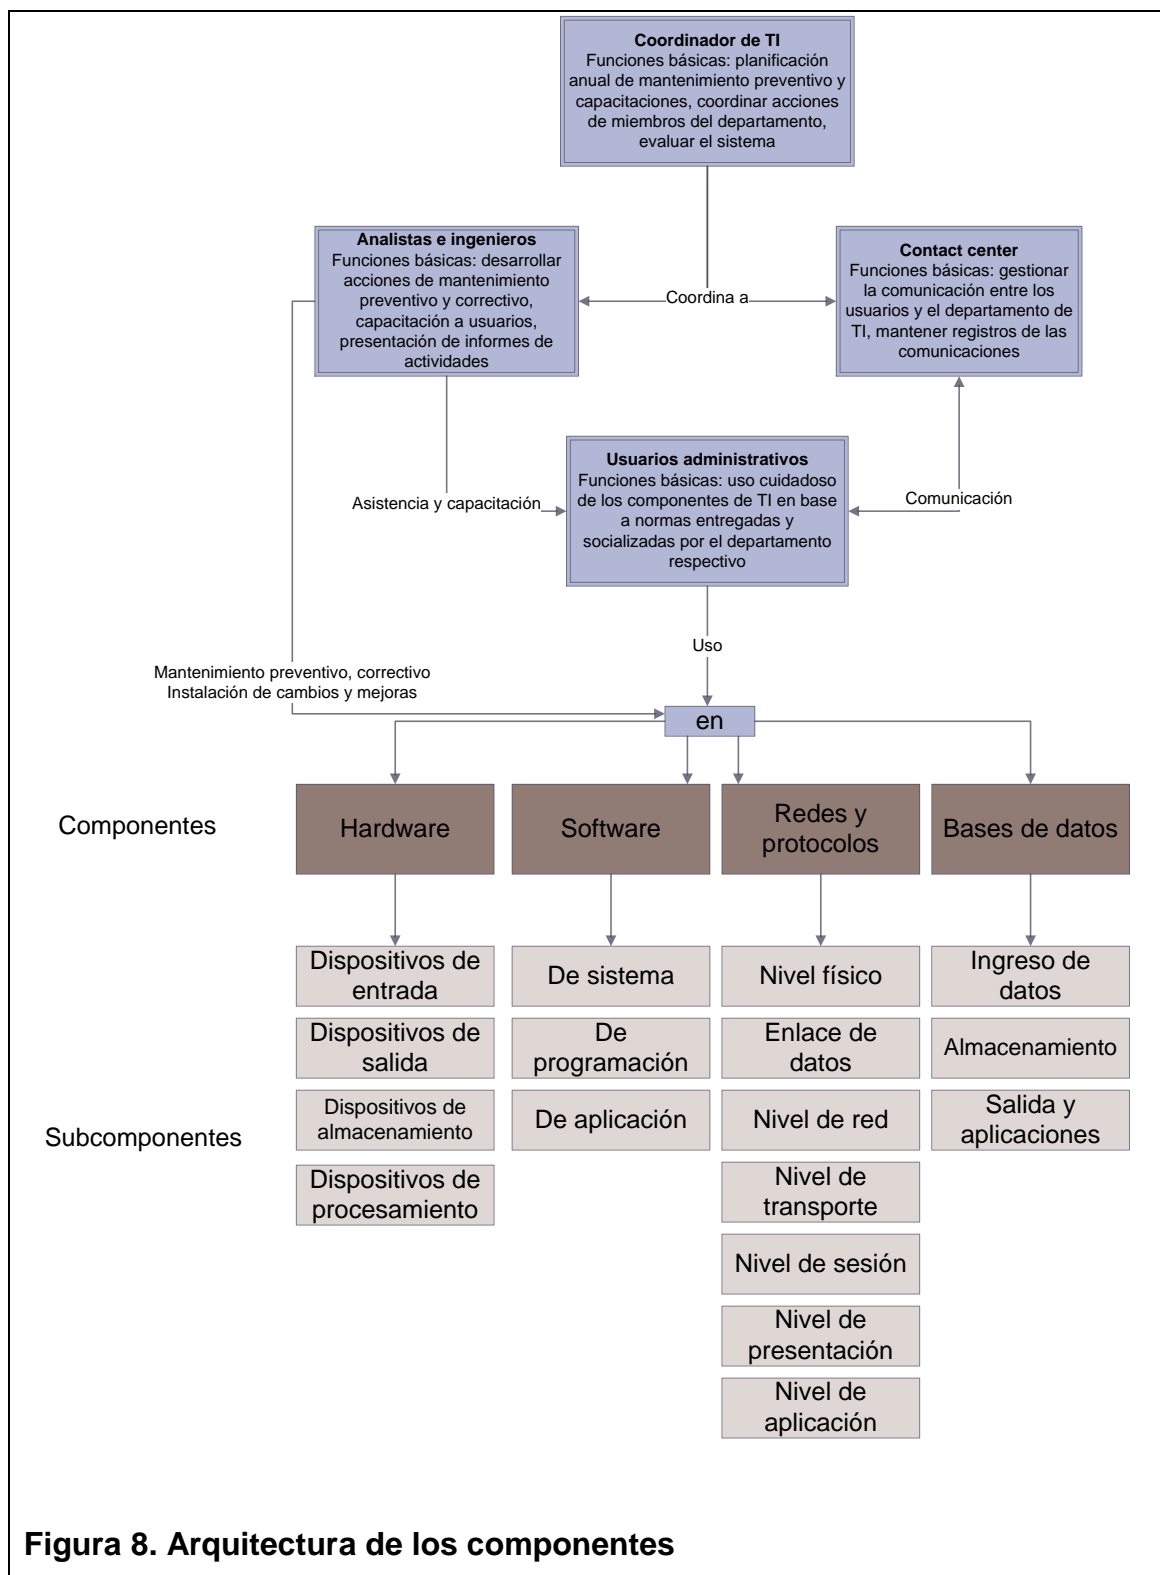 Coordinador de TI
Funciones básicas: planificación
anual de mantenimiento preventivo y
capacitaciones, coordinar acciones
de miembros del departamento,
evaluar el sistema
Analistas e ingenieros
Funciones básicas: desarrollar
acciones de mantenimiento
preventivo y correctivo,
capacitación a usuarios,
presentación de informes de
actividades
Coordina a
Contact center
Funciones básicas: gestionar
la comunicación entre los
usuarios y el departamento de
TI, mantener registros de las
comunicaciones
Asistencia y capacitación
Usuarios administrativos
Funciones básicas: uso cuidadoso
de los componentes de TI en base
a normas entregadas y
socializadas por el departamento
respectivo
Comunicación
Uso
Mantenimiento preventivo, correctivo
Instalación de cambios y mejoras
en
Componentes
Hardware
Software
Redes y
protocolos
Bases de datos
Subcomponentes
Dispositivos de
entrada
Dispositivos de
salida
Dispositivos de
almacenamiento
Dispositivos de
procesamiento
De sistema
De
programación
De aplicación
Nivel físico
Enlace de
datos
Nivel de red
Nivel de
transporte
Nivel de sesión
Nivel de
presentación
Nivel de
aplicación
Ingreso de
datos
Almacenamiento
Salida y
aplicaciones
Figura 8. Arquitectura de los componentes